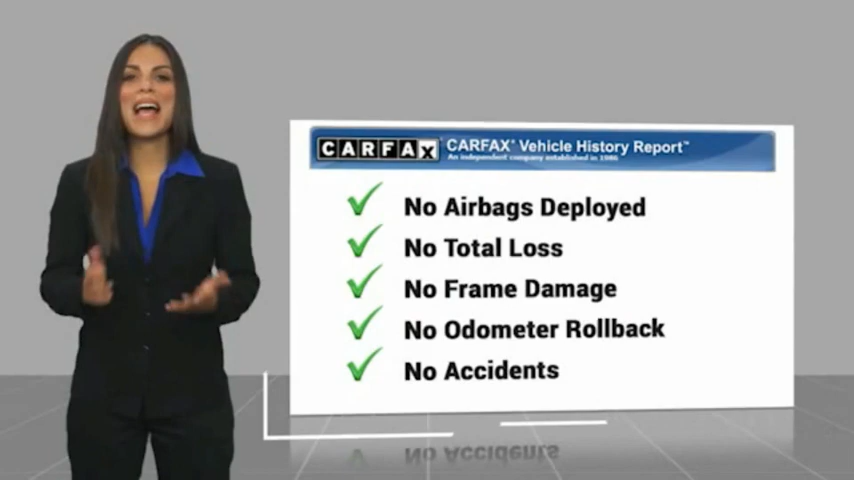 CARFAX CARFAX® Vehicle History Report™
An independent company established in 1986
No Airbags Deployed
No Total Loss
No Frame Damage
No Odometer Rollback
No Accidents
No Accidents